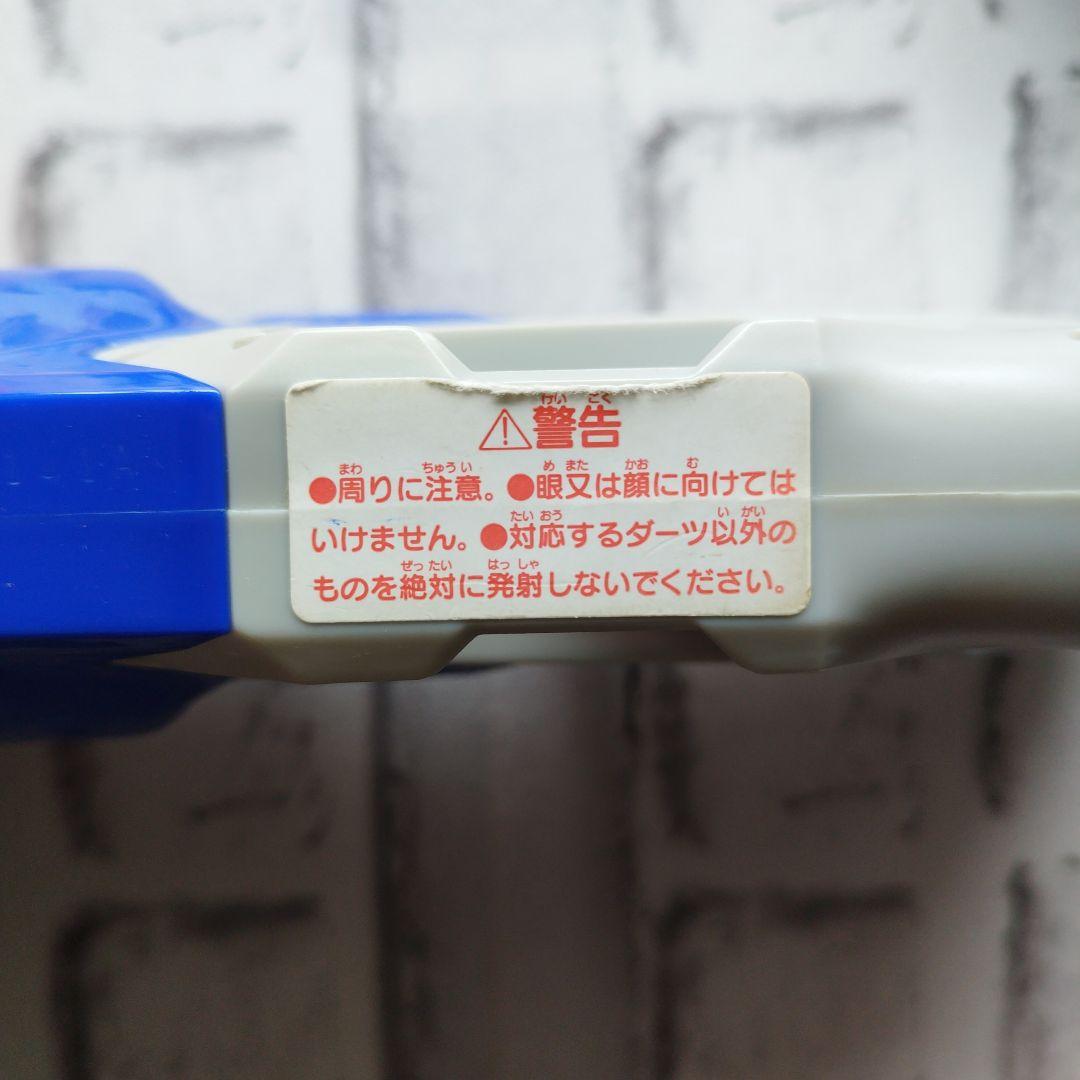 ⚠警告
●周りに注意。●眼又は顔に向けては
いけません。●対応するダーツ以外の
ものを絶対に発射しないでください。